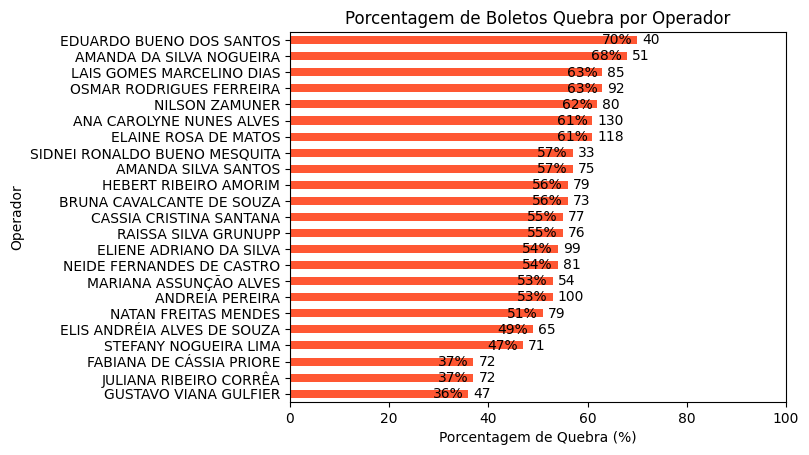 Porcentagem de Boletos Quebra por Operador
EDUARDO BUENO DOS SANTOS 70% 40
AMANDA DA SILVA NOGUEIRA 68% 51
LAIS GOMES MARCELINO DIAS 63% 85
OSMAR RODRIGUES FERREIRA 63% 92
NILSON ZAMUNER 62% 80
ANA CAROLYNE NUNES ALVES 61% 130
ELAINE ROSA DE MATOS 61% 118
SIDNEI RONALDO BUENO MESQUITA 57% 33
AMANDA SILVA SANTOS 57% 75
HEBERT RIBEIRO AMORIM 56% 79
BRUNA CAVALCANTE DE SOUZA 56% 73
CASSIA CRISTINA SANTANA 55% 77
RAISSA SILVA GRUNUPP 55% 76
ELIENE ADRIANO DA SILVA 54% 99
NEIDE FERNANDES DE CASTRO 54% 81
MARIANA ASSUNÇÃO ALVES 53% 54
ANDREIA PEREIRA 53% 100
NATAN FREITAS MENDES 51% 79
ELIS ANDRÉIA ALVES DE SOUZA 49% 65
STEFANY NOGUEIRA LIMA 47% 71
FABIANA DE CÁSSIA PRIORE 37% 72
JULIANA RIBEIRO CORRÊA 37% 72
GUSTAVO VIANA GULFIER 36% 47
Operador
0 20 40 60 80 100
Porcentagem de Quebra (%)